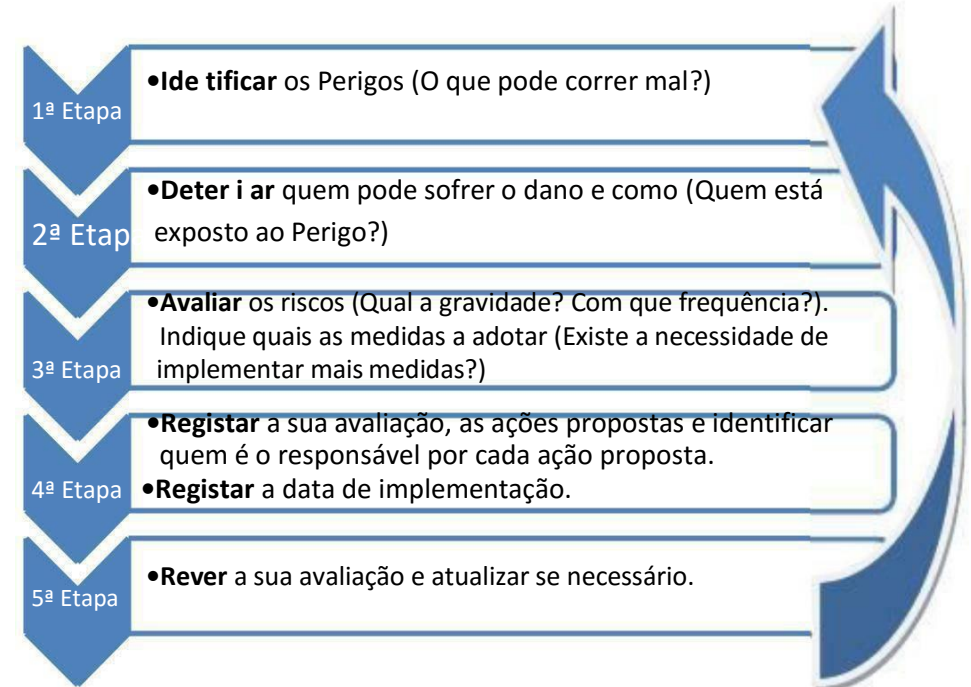 1ª Etapa
•Ide tificar os Perigos (O que pode correr mal?)
2ª Etap
•Deter i ar quem pode sofrer o dano e como (Quem está
exposto ao Perigo?)
3ª Etapa
•Avaliar os riscos (Qual a gravidade? Com que frequência?).
Indique quais as medidas a adotar (Existe a necessidade de
implementar mais medidas?)
4ª Etapa
•Registar a sua avaliação, as ações propostas e identificar
quem é o responsável por cada ação proposta.
•Registar a data de implementação.
5ª Etapa
•Rever a sua avaliação e atualizar se necessário.